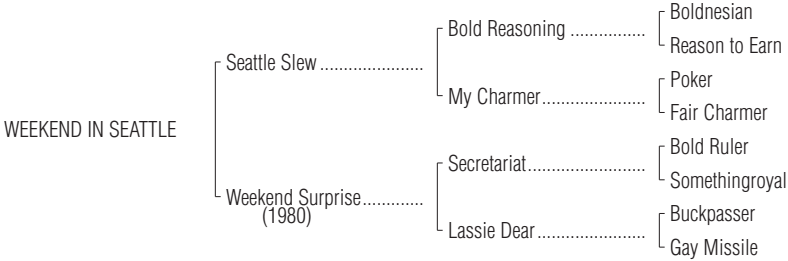 Boldnesian
Bold Reasoning ................
Reason to Earn
Seattle Slew ......................
Poker
My Charmer......................
Fair Charmer
WEEKEND IN SEATTLE
Bold Ruler
Secretariat.........................
Somethingroyal
Weekend Surprise.............
(1980)
Buckpasser
Lassie Dear .......................
Gay Missile